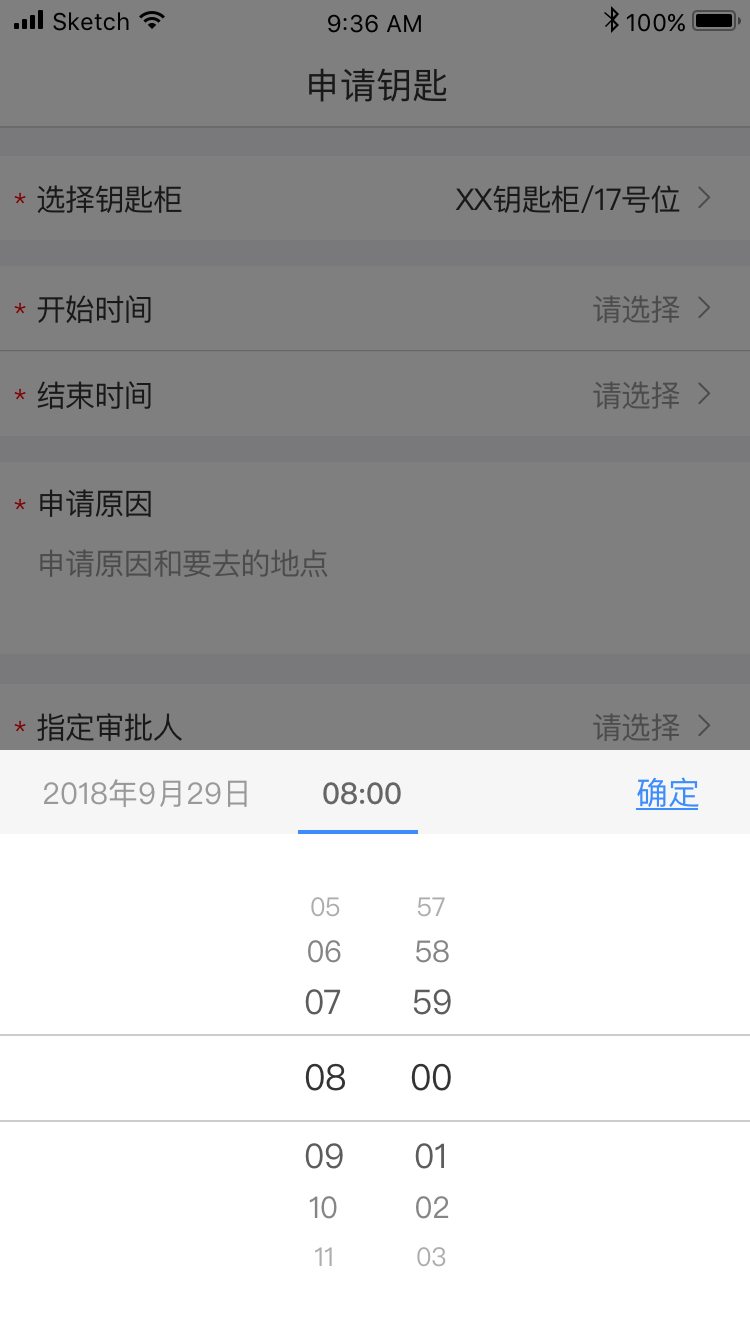 Sketch 9:36 AM 100%
申请钥匙
* 选择钥匙柜 XX钥匙柜/17号位
* 开始时间 请选择
* 结束时间 请选择
* 申请原因
申请原因和要去的地点
* 指定审批人 请选择
2018年9月29日 08:00 确定
05 57
06 58
07 59
08 00
09 01
10 02
11 03